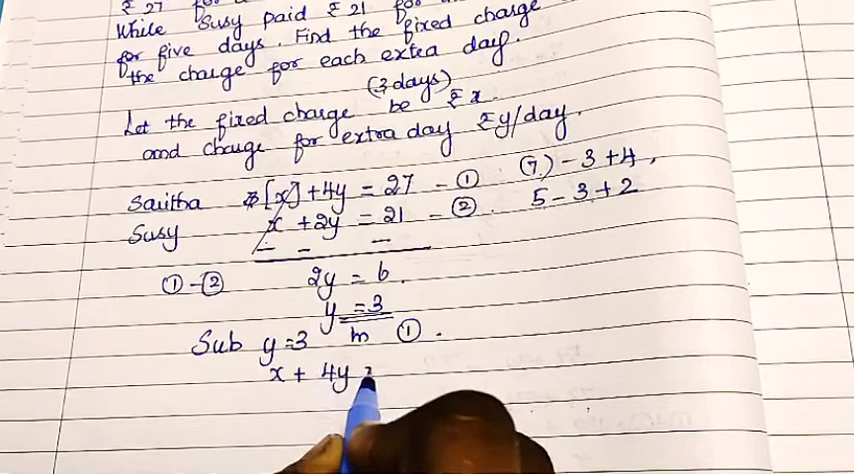 ₹ 27
While Susy paid ₹ 21 for
for five days. Find the fixed charge
the charge for each extra day.
(3 days)
Let the fixed charge be ₹ x.
and charge for extra day ₹ y/day.
Saritha [x] + 4y = 27 - ① (7) - 3 + 4,
Susy x + 2y = 21 - ② 5 - 3 + 2
- - -
① - ② 2y = 6.
y = 3
Sub y = 3 in ①.
x + 4y